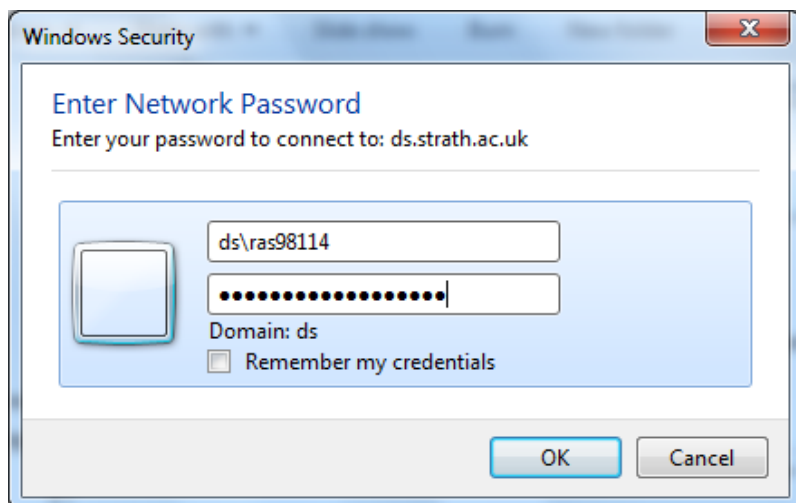 Windows Security
Enter Network Password
Enter your password to connect to: ds.strath.ac.uk
ds\ras98114
●●●●●●●●●●●●●●●●●●
Domain: ds
Remember my credentials
OK
Cancel